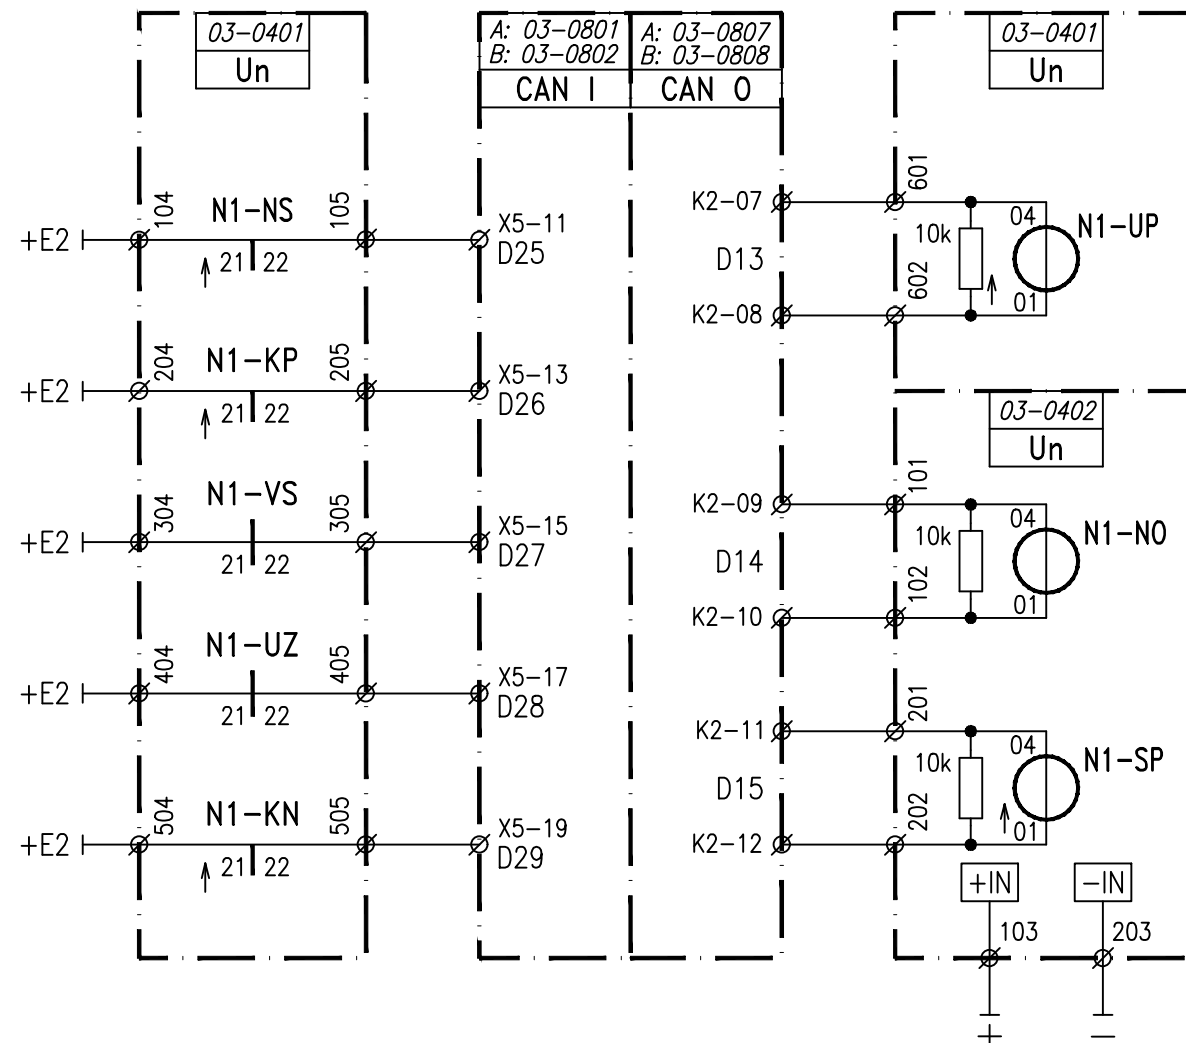 03-0401
Un
A: 03-0801
B: 03-0802
CAN I
A: 03-0807
B: 03-0808
CAN O
03-0401
Un
+E2
104
N1-NS
21 22
105
X5-11
D25
+E2
204
N1-KP
21 22
205
X5-13
D26
+E2
304
N1-VS
21 22
305
X5-15
D27
+E2
404
N1-UZ
21 22
405
X5-17
D28
+E2
504
N1-KN
21 22
505
X5-19
D29
K2-07
D13
K2-08
601
602
10k
04
01
N1-UP
03-0402
Un
K2-09
D14
K2-10
101
102
10k
04
01
N1-NO
K2-11
D15
K2-12
201
202
10k
04
01
N1-SP
+IN
-IN
103
203
+
-